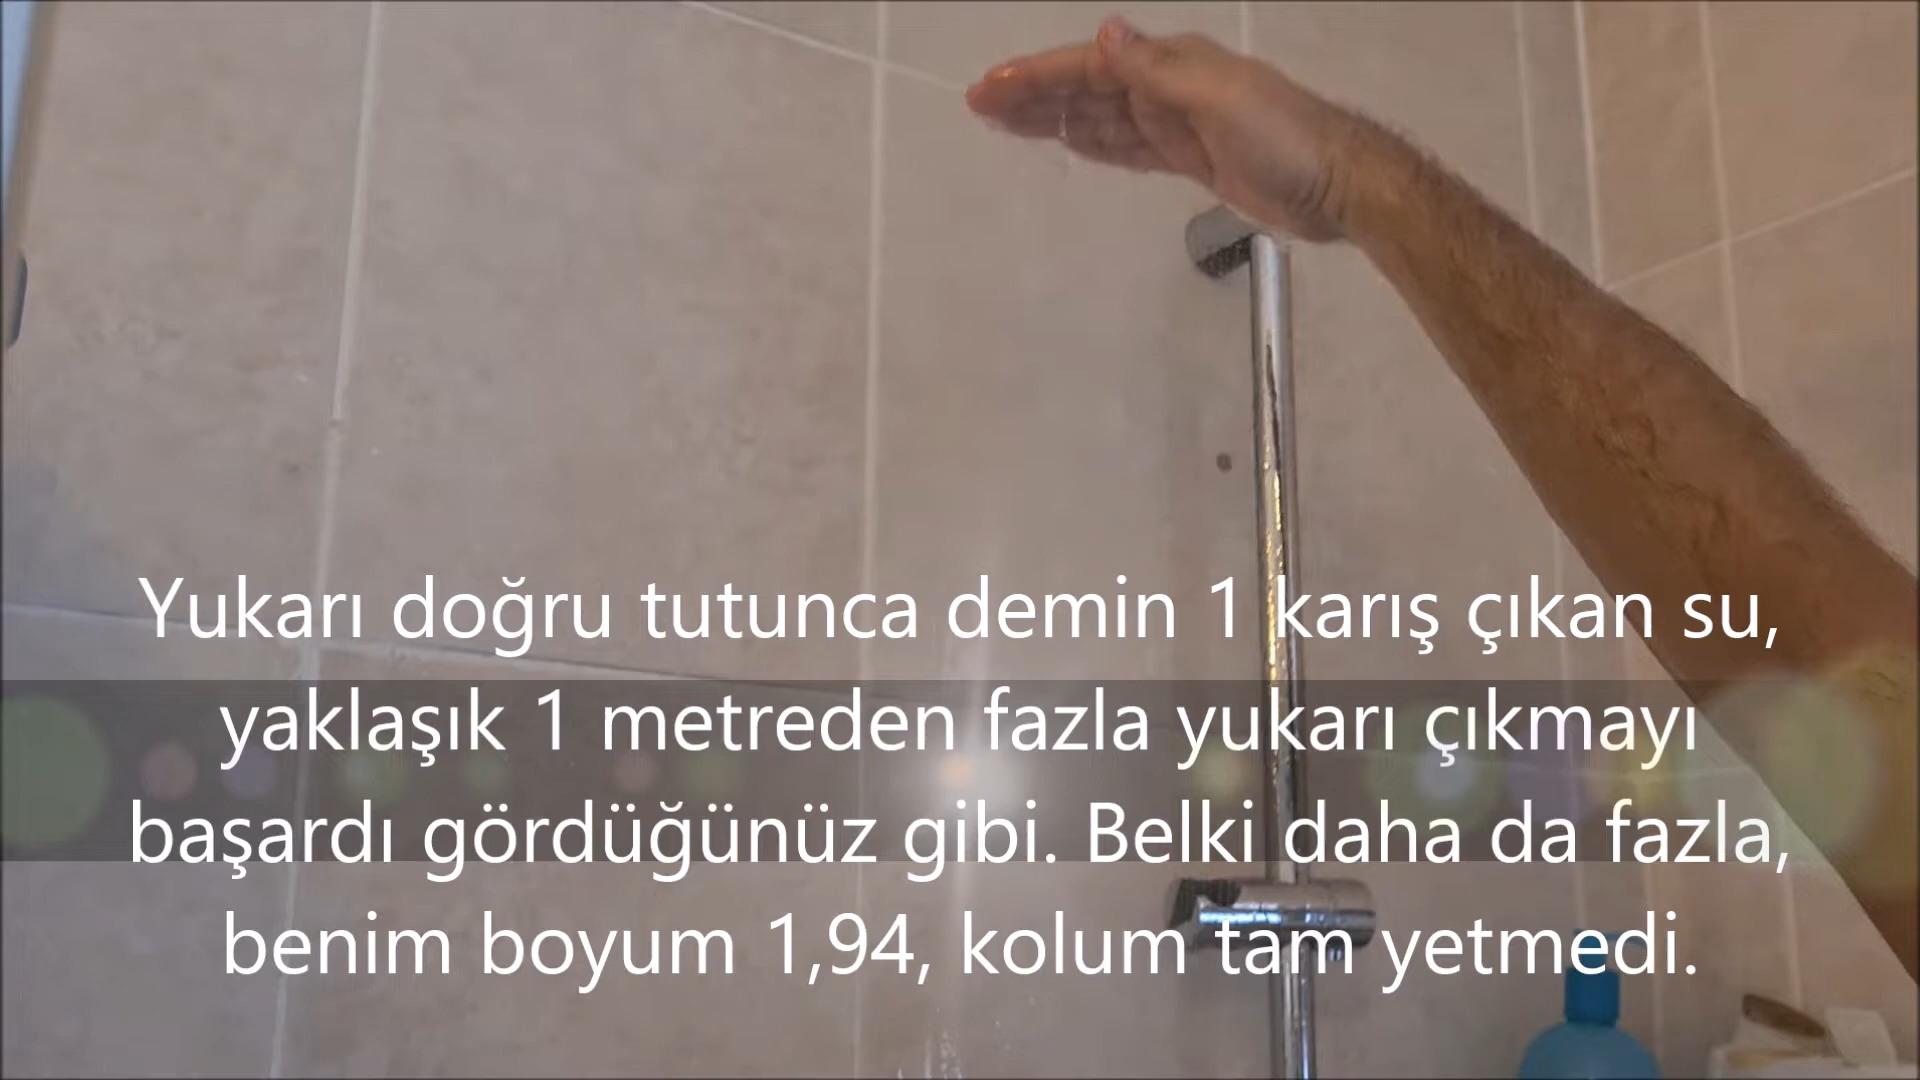 Yukarı doğru tutunca demin 1 karış çıkan su,
yaklaşık 1 metreden fazla yukarı çıkmayı
başardı gördüğünüz gibi. Belki daha da fazla,
benim boyum 1,94, kolum tam yetmedi.